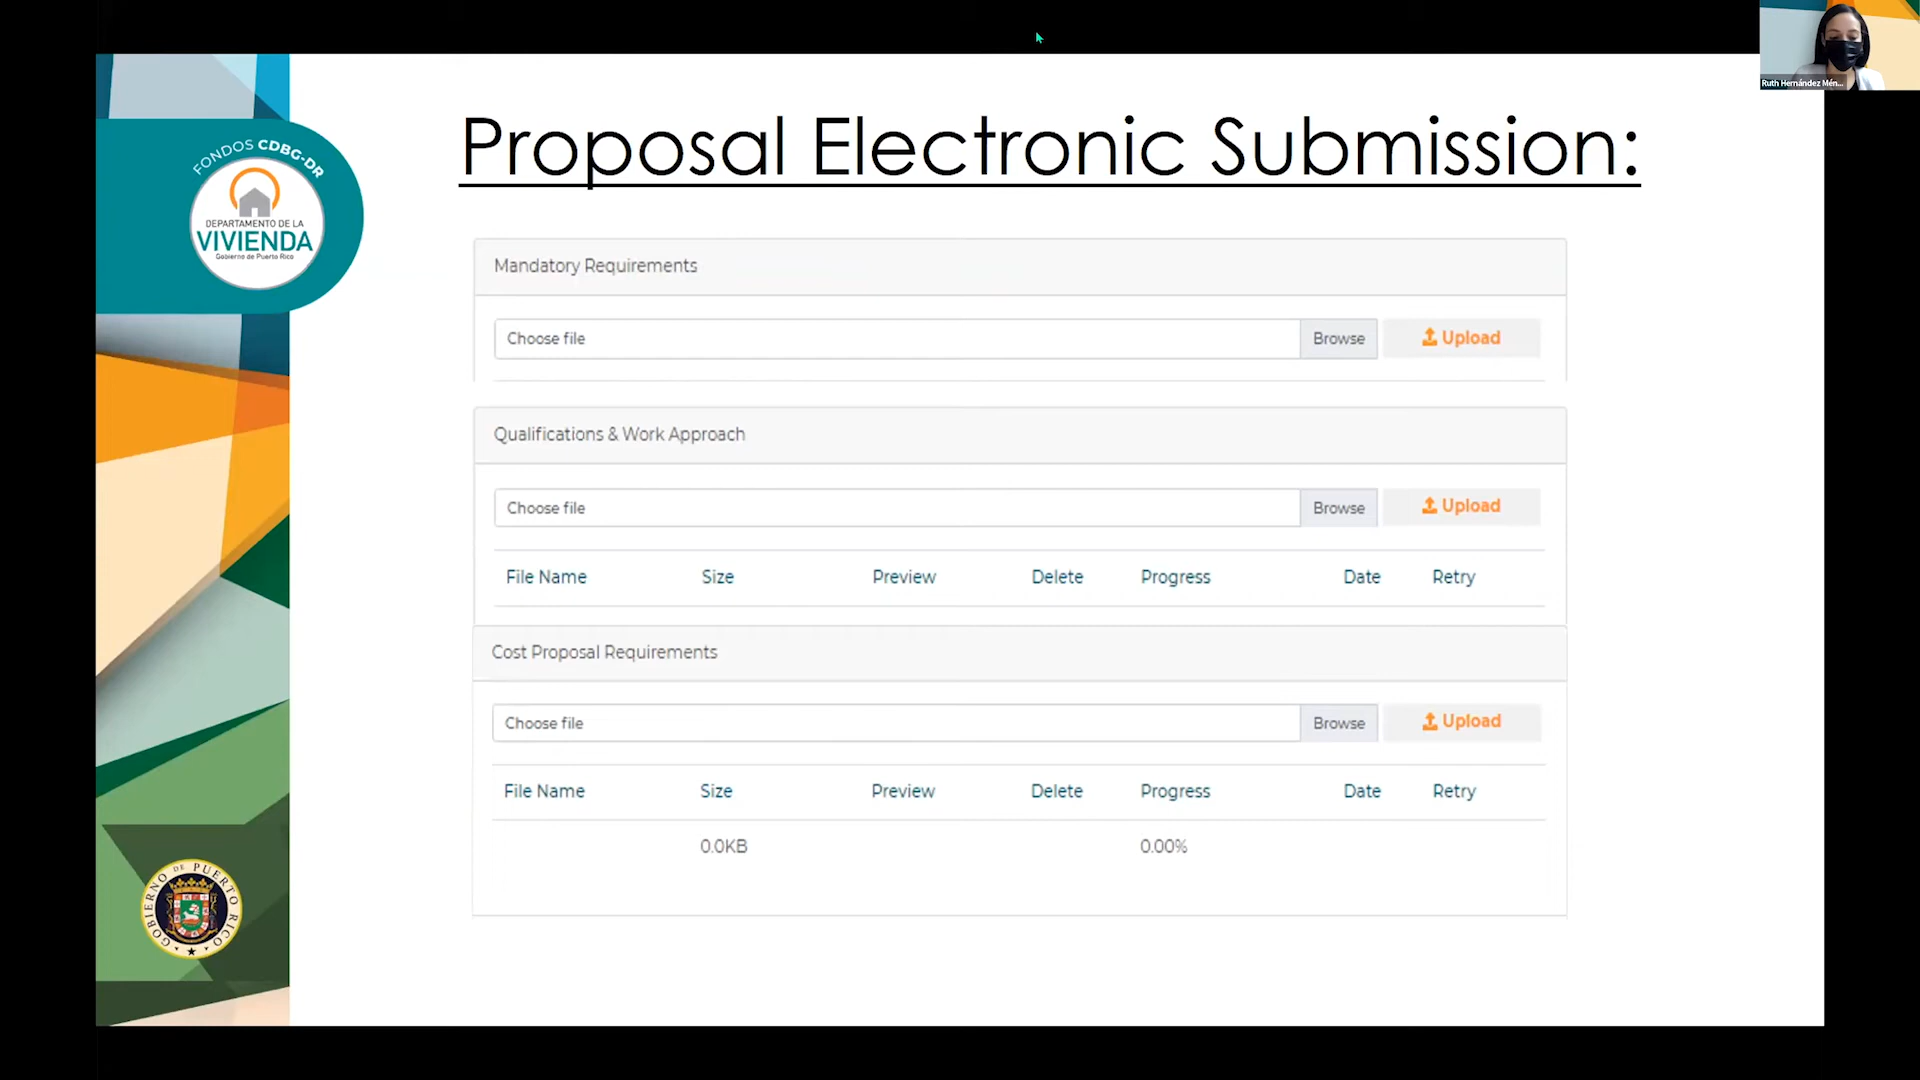 Ruth Hernández Mén...
Proposal Electronic Submission:
FONDOS CDBG-DR
DEPARTAMENTO DE LA
VIVIENDA
Gobierno de Puerto Rico
Mandatory Requirements
Choose file Browse Upload
Qualifications & Work Approach
Choose file Browse Upload
File Name Size Preview Delete Progress Date Retry
Cost Proposal Requirements
Choose file Browse Upload
File Name Size Preview Delete Progress Date Retry
0.0KB 0.00%
GOBIERNO DE PUERTO RICO